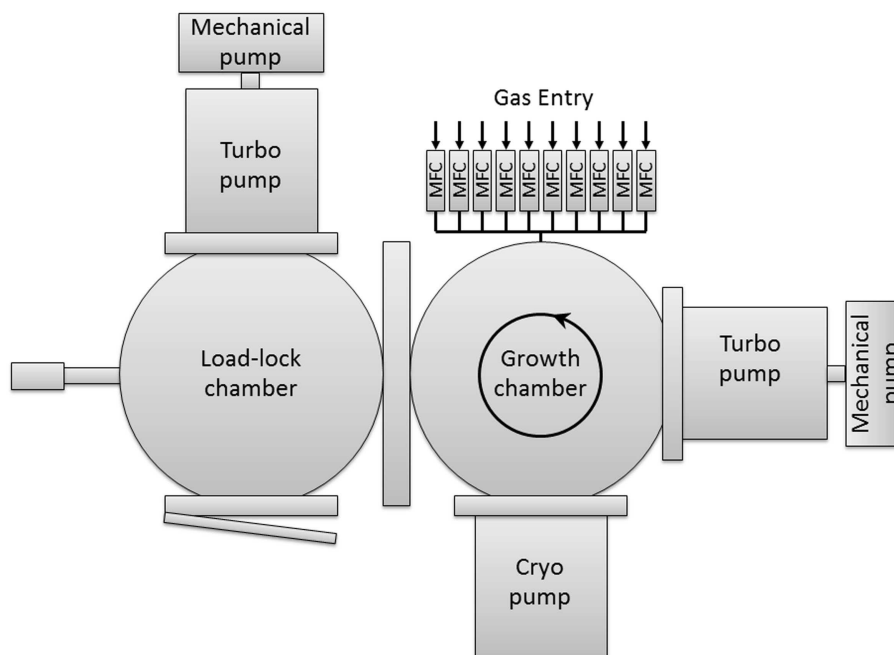 Mechanical
pump
Turbo
pump
Gas Entry
MFC
MFC
MFC
MFC
MFC
MFC
MFC
MFC
MFC
MFC
Load-lock
chamber
Growth
chamber
Turbo
pump
Mechanical
pump
Cryo
pump